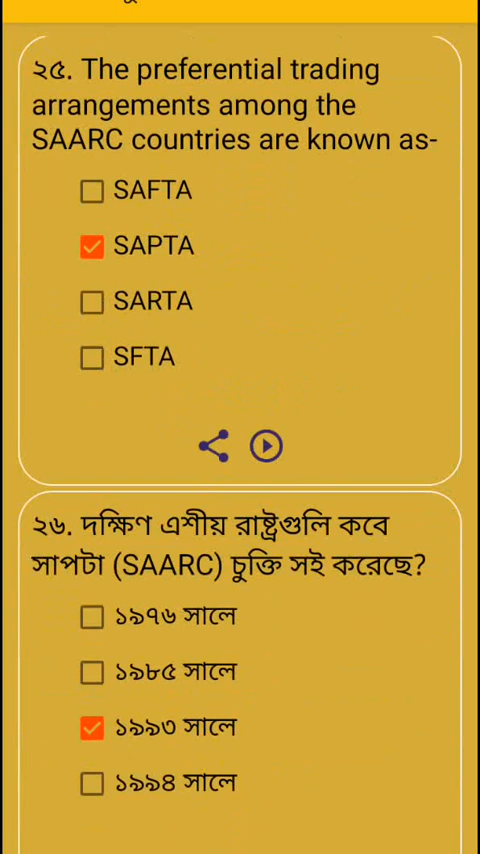 ২৫. The preferential trading
arrangements among the
SAARC countries are known as-
SAFTA
SAPTA
SARTA
SFTA
২৬. দক্ষিণ এশীয় রাষ্ট্রগুলি কবে
সাপটা (SAARC) চুক্তি সই করেছে?
১৯৭৬ সালে
১৯৮৫ সালে
১৯৯৩ সালে
১৯৯৪ সালে